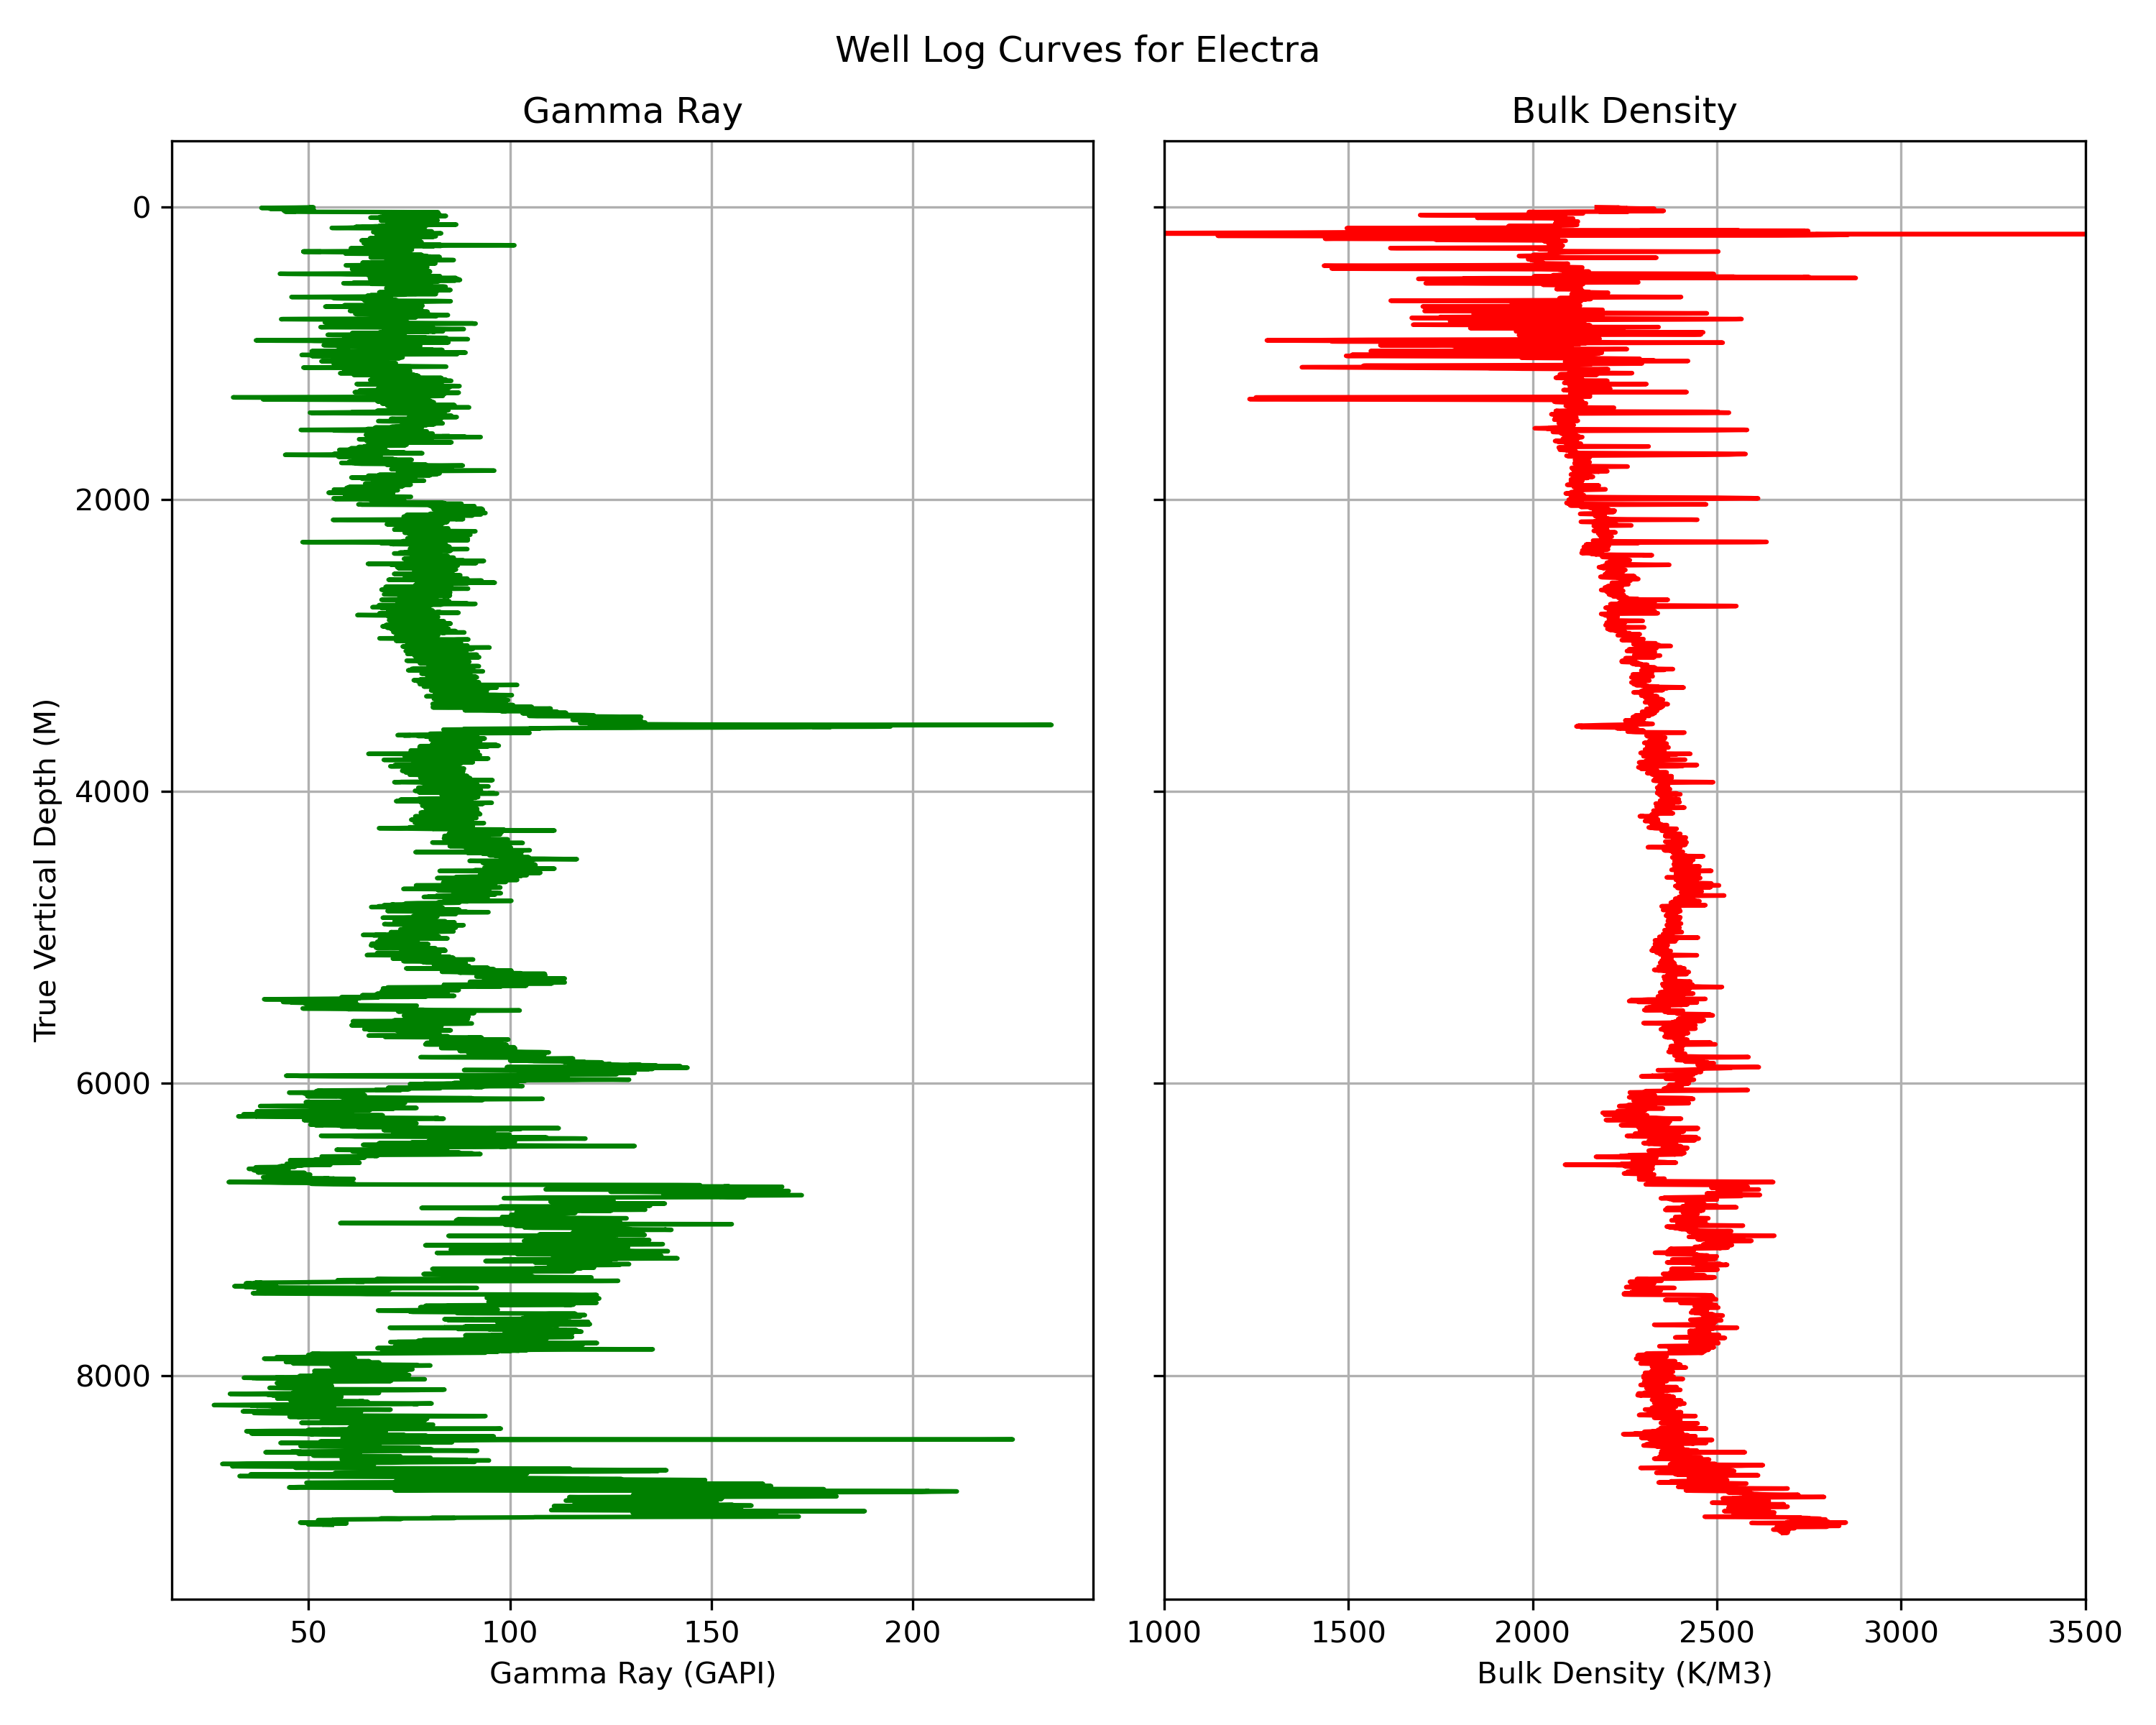 Well Log Curves for Electra
Gamma Ray
Bulk Density
True Vertical Depth (M)
0
2000
4000
6000
8000
50 100 150 200
1000 1500 2000 2500 3000 3500
Gamma Ray (GAPI)
Bulk Density (K/M3)